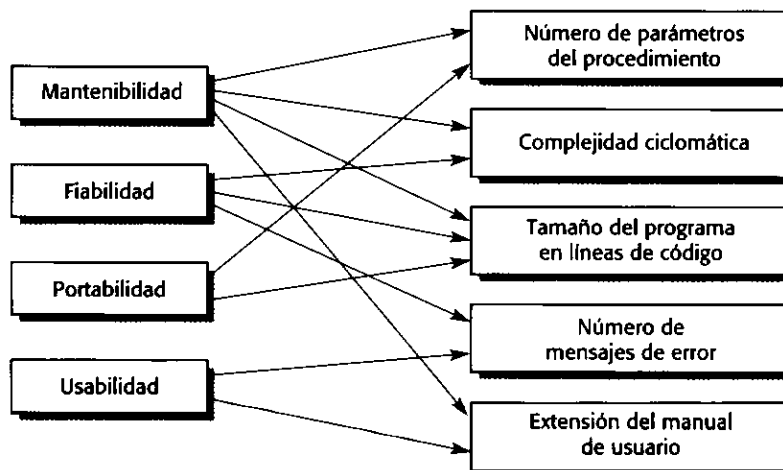 Mantenibilidad
Fiabilidad
Portabilidad
Usabilidad
Número de parámetros
del procedimiento
Complejidad ciclomática
Tamaño del programa
en líneas de código
Número de
mensajes de error
Extensión del manual
de usuario